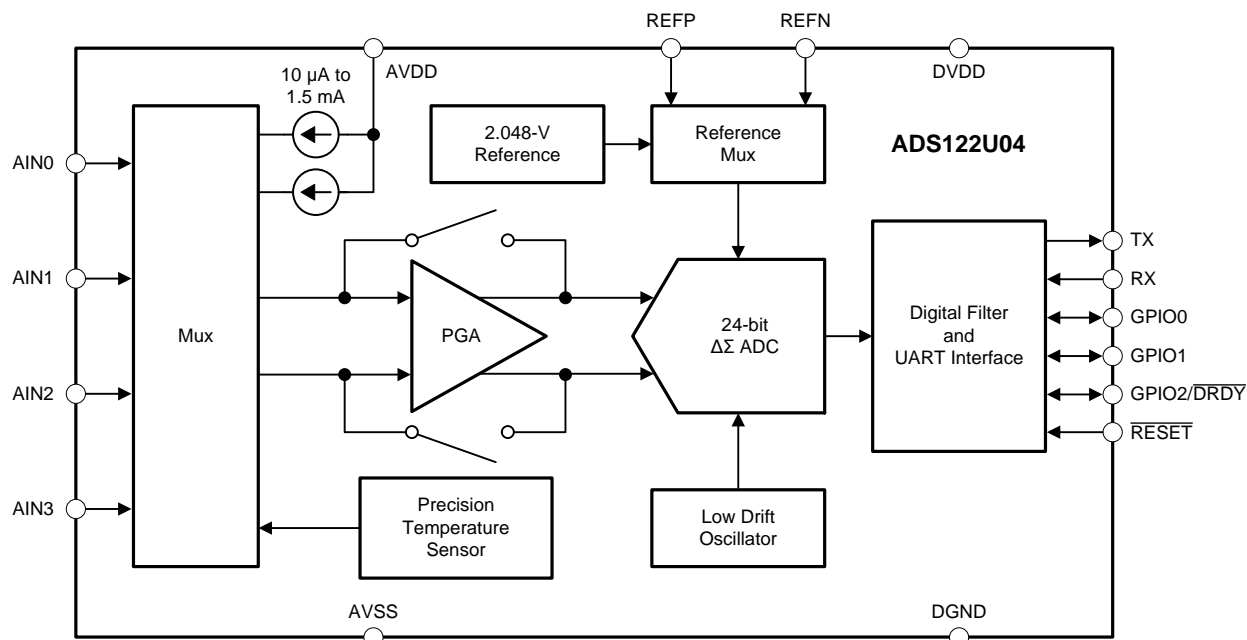 REFP
REFN
AVDD
DVDD
10 μA to
1.5 mA
2.048-V
Reference
Reference
Mux
ADS122U04
AIN0
AIN1
AIN2
AIN3
Mux
PGA
24-bit
ΔΣ ADC
Digital Filter
and
UART Interface
TX
RX
GPIO0
GPIO1
GPIO2/DRDY
RESET
Precision
Temperature
Sensor
Low Drift
Oscillator
AVSS
DGND